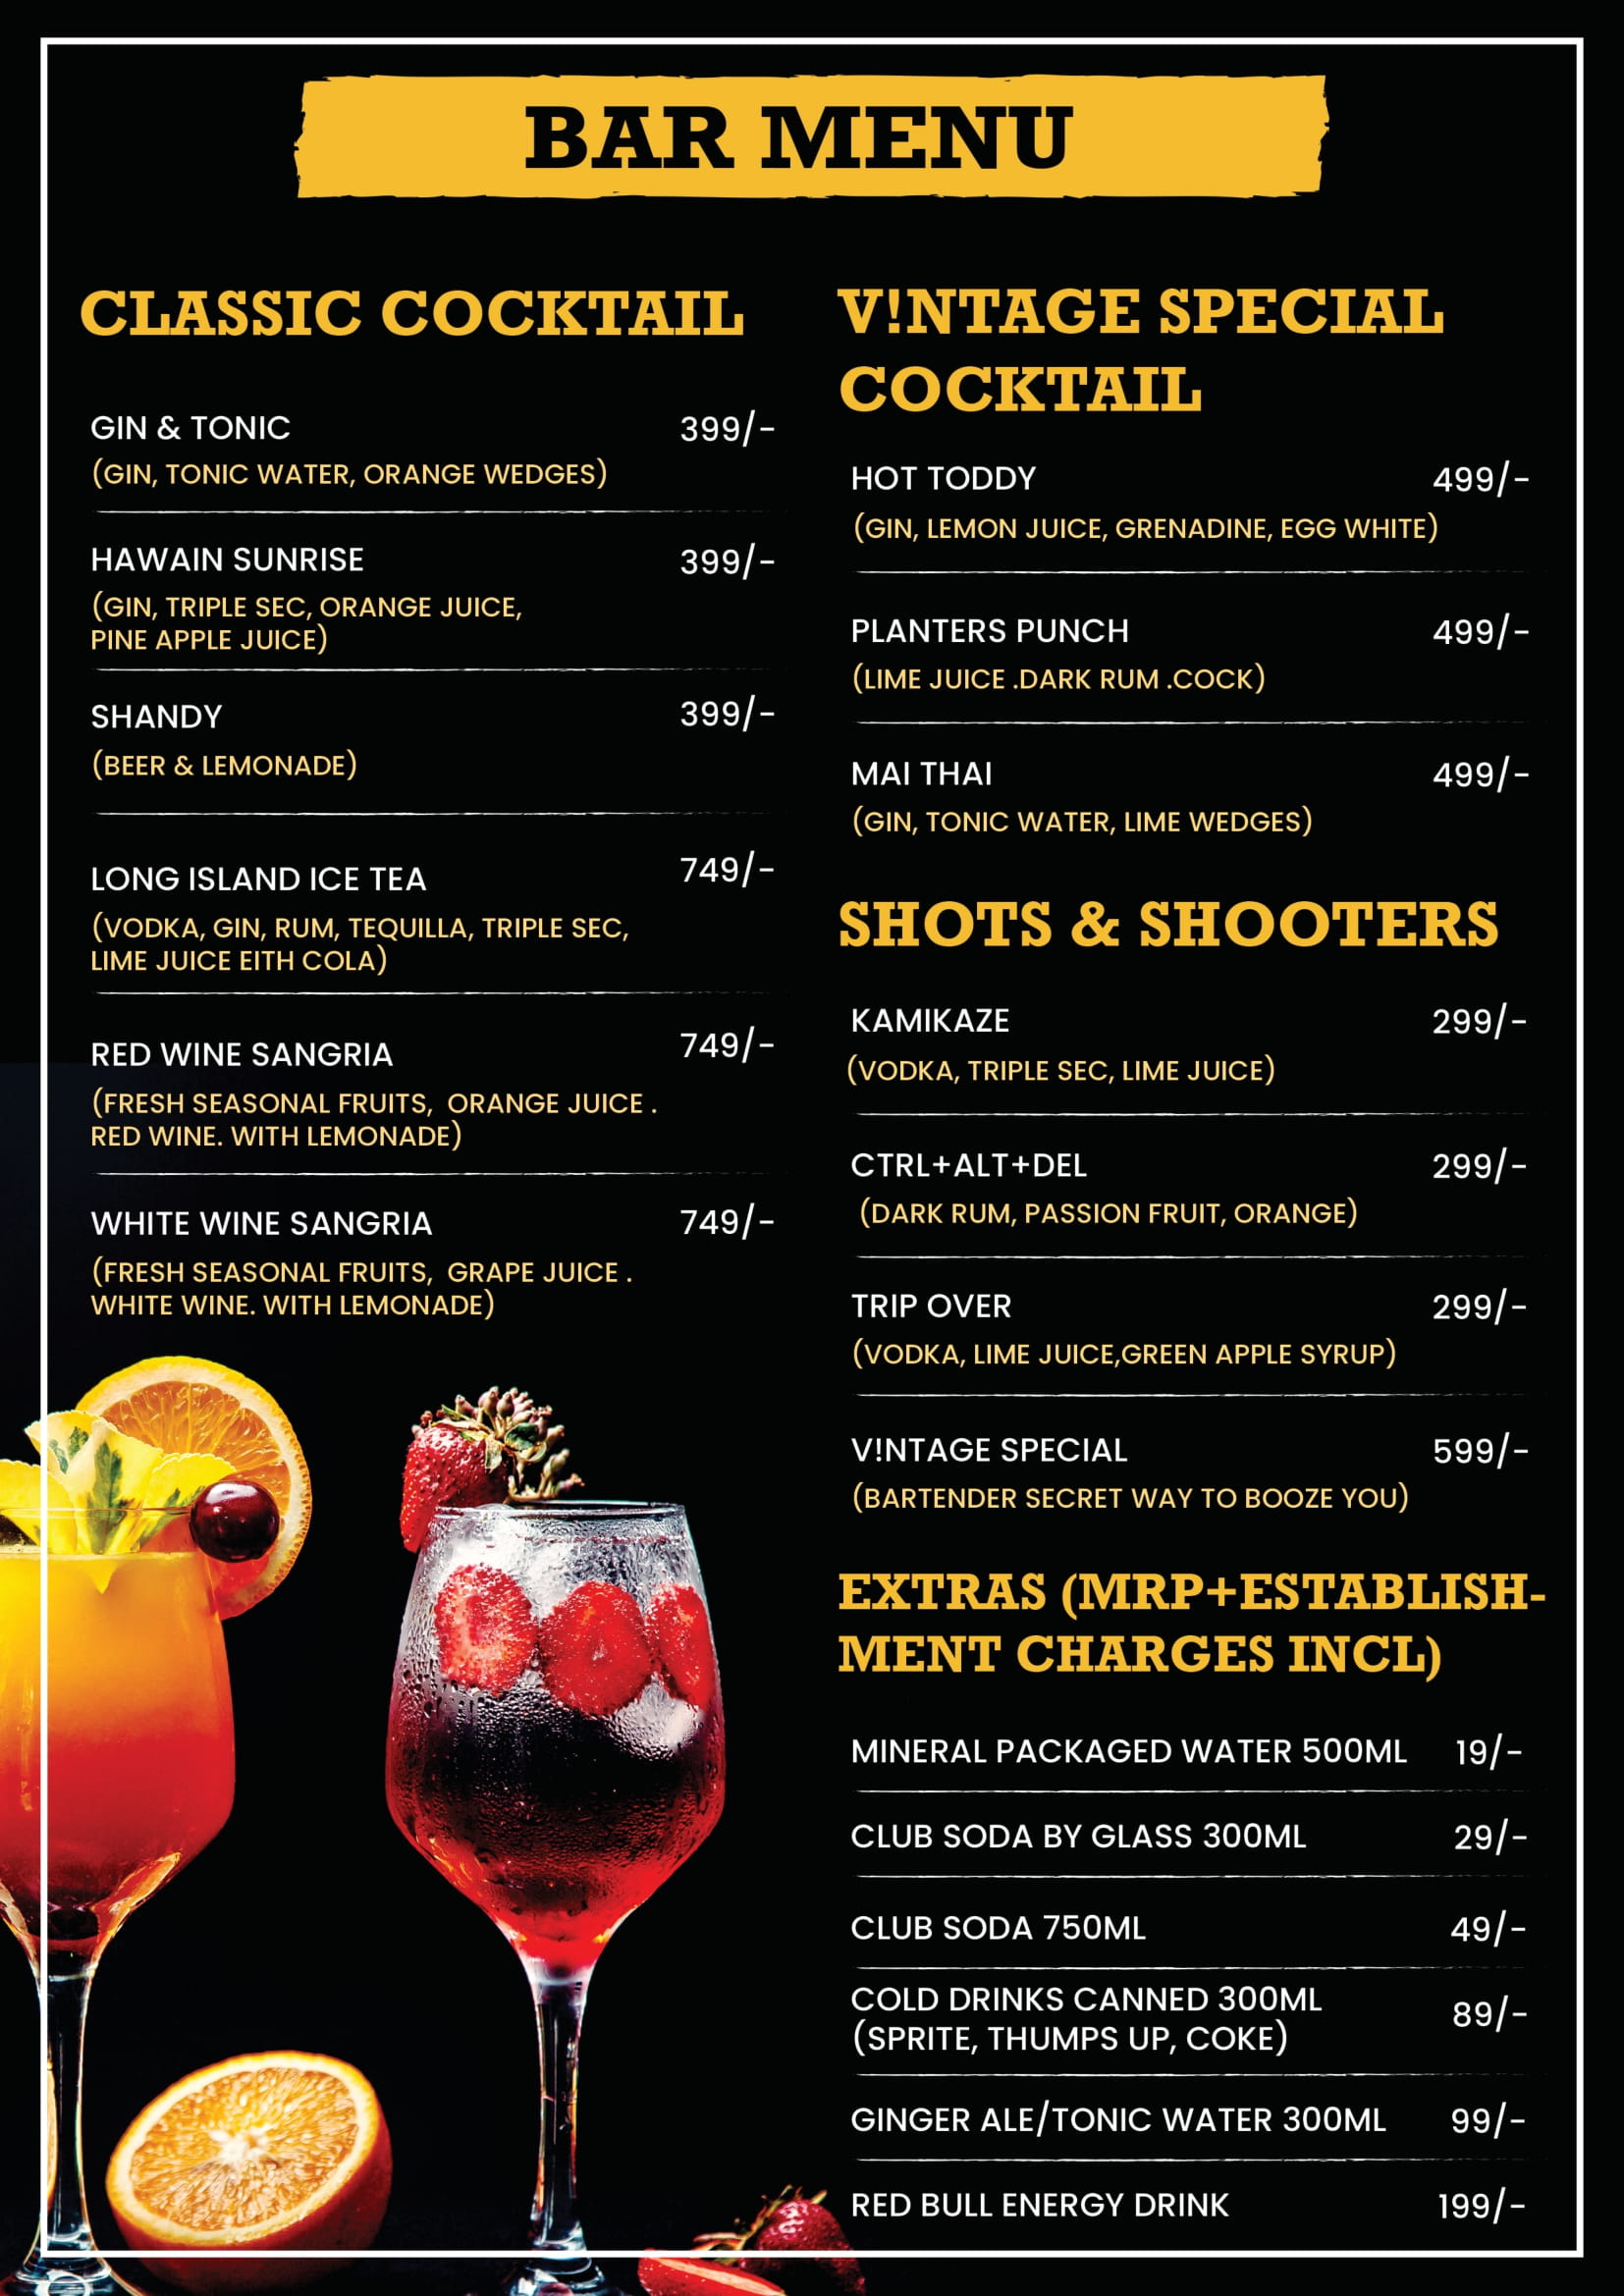 BAR MENU
CLASSIC COCKTAIL
GIN & TONIC 399/-
(GIN, TONIC WATER, ORANGE WEDGES)
HAWAIN SUNRISE 399/-
(GIN, TRIPLE SEC, ORANGE JUICE,
PINE APPLE JUICE)
SHANDY 399/-
(BEER & LEMONADE)
LONG ISLAND ICE TEA 749/-
(VODKA, GIN, RUM, TEQUILLA, TRIPLE SEC,
LIME JUICE EITH COLA)
RED WINE SANGRIA 749/-
(FRESH SEASONAL FRUITS, ORANGE JUICE .
RED WINE. WITH LEMONADE)
WHITE WINE SANGRIA 749/-
(FRESH SEASONAL FRUITS, GRAPE JUICE .
WHITE WINE. WITH LEMONADE)
V!NTAGE SPECIAL
COCKTAIL
HOT TODDY 499/-
(GIN, LEMON JUICE, GRENADINE, EGG WHITE)
PLANTERS PUNCH 499/-
(LIME JUICE .DARK RUM .COCK)
MAI THAI 499/-
(GIN, TONIC WATER, LIME WEDGES)
SHOTS & SHOOTERS
KAMIKAZE 299/-
(VODKA, TRIPLE SEC, LIME JUICE)
CTRL+ALT+DEL 299/-
(DARK RUM, PASSION FRUIT, ORANGE)
TRIP OVER 299/-
(VODKA, LIME JUICE,GREEN APPLE SYRUP)
V!NTAGE SPECIAL 599/-
(BARTENDER SECRET WAY TO BOOZE YOU)
EXTRAS (MRP+ESTABLISH-
MENT CHARGES INCL)
MINERAL PACKAGED WATER 500ML 19/-
CLUB SODA BY GLASS 300ML 29/-
CLUB SODA 750ML 49/-
COLD DRINKS CANNED 300ML 89/-
(SPRITE, THUMPS UP, COKE)
GINGER ALE/TONIC WATER 300ML 99/-
RED BULL ENERGY DRINK 199/-